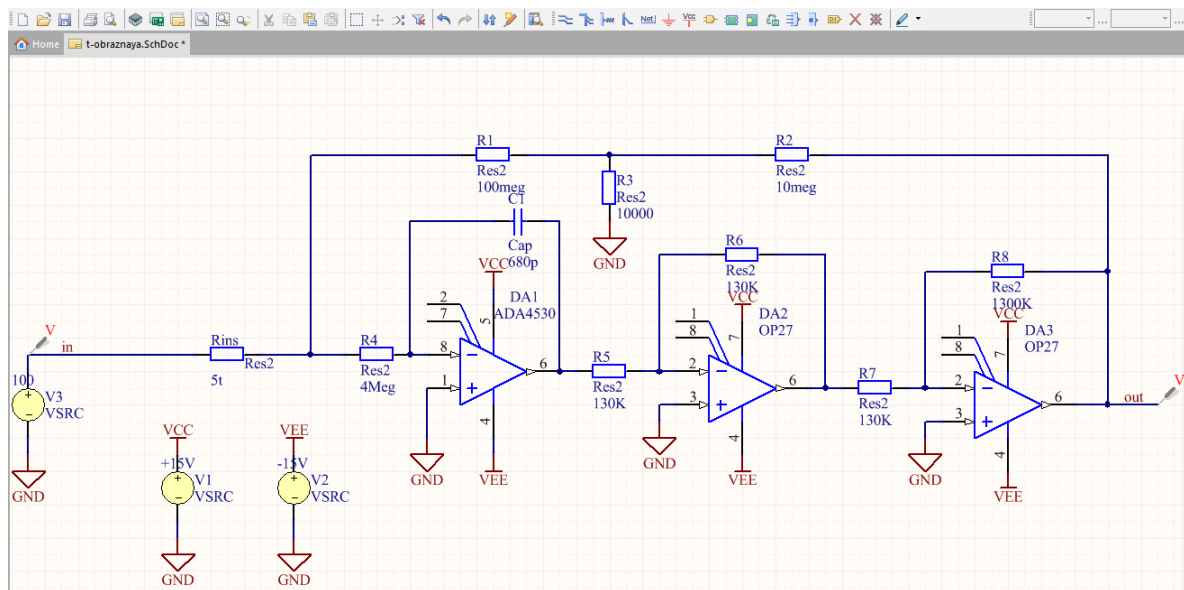 Net
Vcc
D1
Home
t-obraznaya.SchDoc *
R1
Res2
100meg
R2
Res2
10meg
R3
Res2
10000
GND
C1
Cap
680p
VCC
DA1
ADA4530
2
7
5
8
1
6
4
VEE
GND
R4
Res2
4Meg
V
in
Rins
Res2
5t
100
V3
VSRC
GND
VCC
+15V
V1
VSRC
GND
VEE
-15V
V2
VSRC
GND
R5
Res2
130K
R6
Res2
130K
VCC
DA2
OP27
1
8
7
2
3
6
4
VEE
GND
R7
Res2
130K
R8
Res2
1300K
VCC
DA3
OP27
1
8
7
2
3
6
4
VEE
GND
out
V